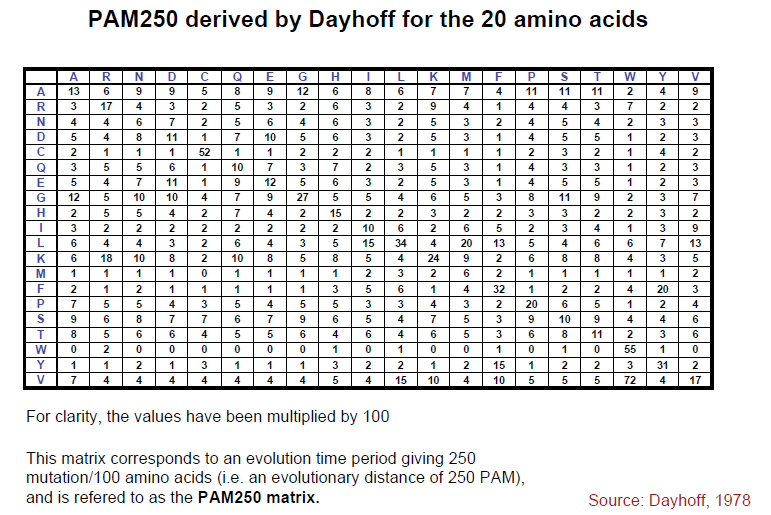 PAM250 derived by Dayhoff for the 20 amino acids
A R N D C Q E G H I L K M F P S T W Y V
A 13 6 9 9 5 8 9 12 6 8 6 7 7 4 11 11 11 2 4 9
R 3 17 4 3 2 5 3 2 6 3 2 9 4 1 4 4 3 7 2 2
N 4 4 6 7 2 5 6 4 6 3 2 5 3 2 4 5 4 2 3 3
D 5 4 8 11 1 7 10 5 6 3 2 5 3 1 4 5 5 1 2 3
C 2 1 1 1 52 1 1 2 2 2 1 1 1 1 2 3 2 1 4 2
Q 3 5 5 6 1 10 7 3 7 2 3 5 3 1 4 3 3 1 2 3
E 5 4 7 11 1 9 12 5 6 3 2 5 3 1 4 5 5 1 2 3
G 12 5 10 10 4 7 9 27 5 5 4 6 5 3 8 11 9 2 3 7
H 2 5 5 4 2 7 4 2 15 2 2 3 2 2 3 3 2 2 3 2
I 3 2 2 2 2 2 2 2 2 10 6 2 6 5 2 3 4 1 3 9
L 6 4 4 3 2 6 4 3 5 15 34 4 20 13 5 4 6 6 7 13
K 6 18 10 8 2 10 8 5 8 5 4 24 9 2 6 8 8 4 3 5
M 1 1 1 1 0 1 1 1 1 2 3 2 6 2 1 1 1 1 1 2
F 2 1 2 1 1 1 1 1 3 5 6 1 4 32 1 2 2 4 20 3
P 7 5 5 4 3 5 4 5 5 3 3 4 3 2 20 6 5 1 2 4
S 9 6 8 7 7 6 7 9 6 5 4 7 5 3 9 10 9 4 4 6
T 8 5 6 6 4 5 5 6 4 6 4 6 5 3 6 8 11 2 3 6
W 0 2 0 0 0 0 0 0 1 0 1 0 0 1 0 1 0 55 1 0
Y 1 1 2 1 3 1 1 1 3 2 2 1 2 15 1 2 2 3 31 2
V 7 4 4 4 4 4 4 4 5 4 15 10 4 10 5 5 5 72 4 17
For clarity, the values have been multiplied by 100
This matrix corresponds to an evolution time period giving 250
mutation/100 amino acids (i.e. an evolutionary distance of 250 PAM),
and is refered to as the PAM250 matrix.
Source: Dayhoff, 1978